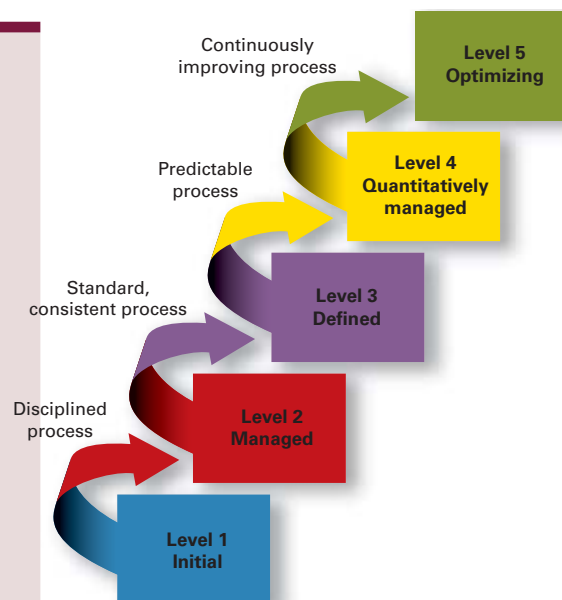 Continuously
improving process
Level 5
Optimizing
Predictable
process
Level 4
Quantitatively
managed
Standard,
consistent process
Level 3
Defined
Disciplined
process
Level 2
Managed
Level 1
Initial